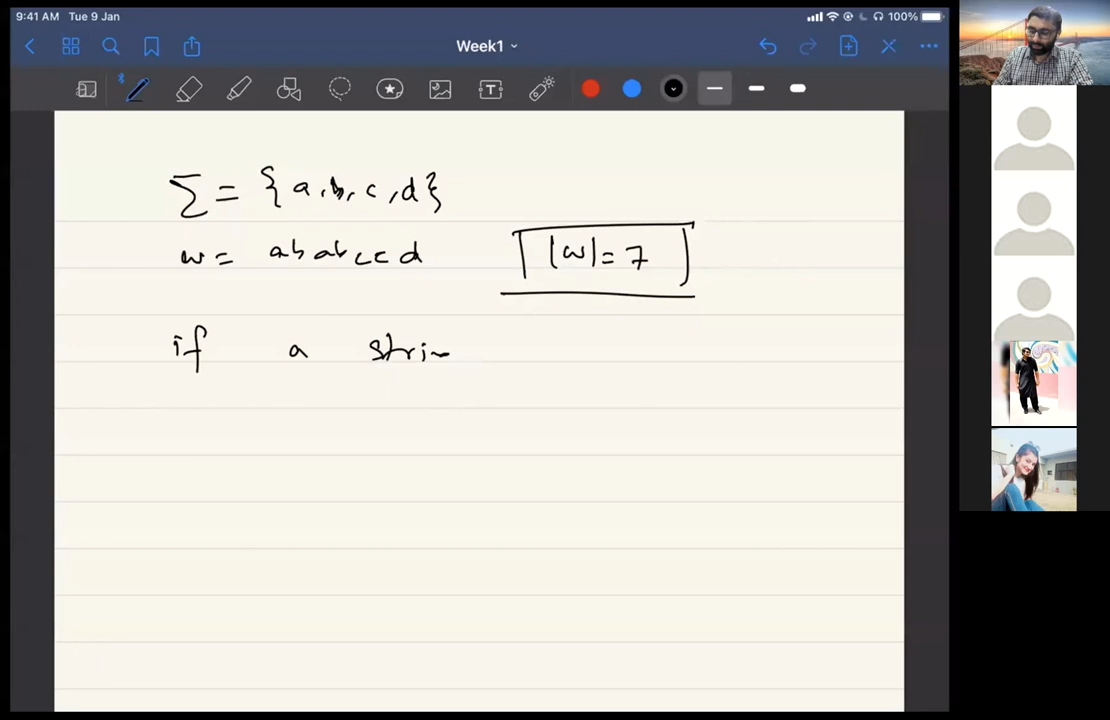 9:41 AM Tue 9 Jan 100%
Week1
T
Σ = {a,b,c,d}
w = ababccd |w| = 7
if a strin